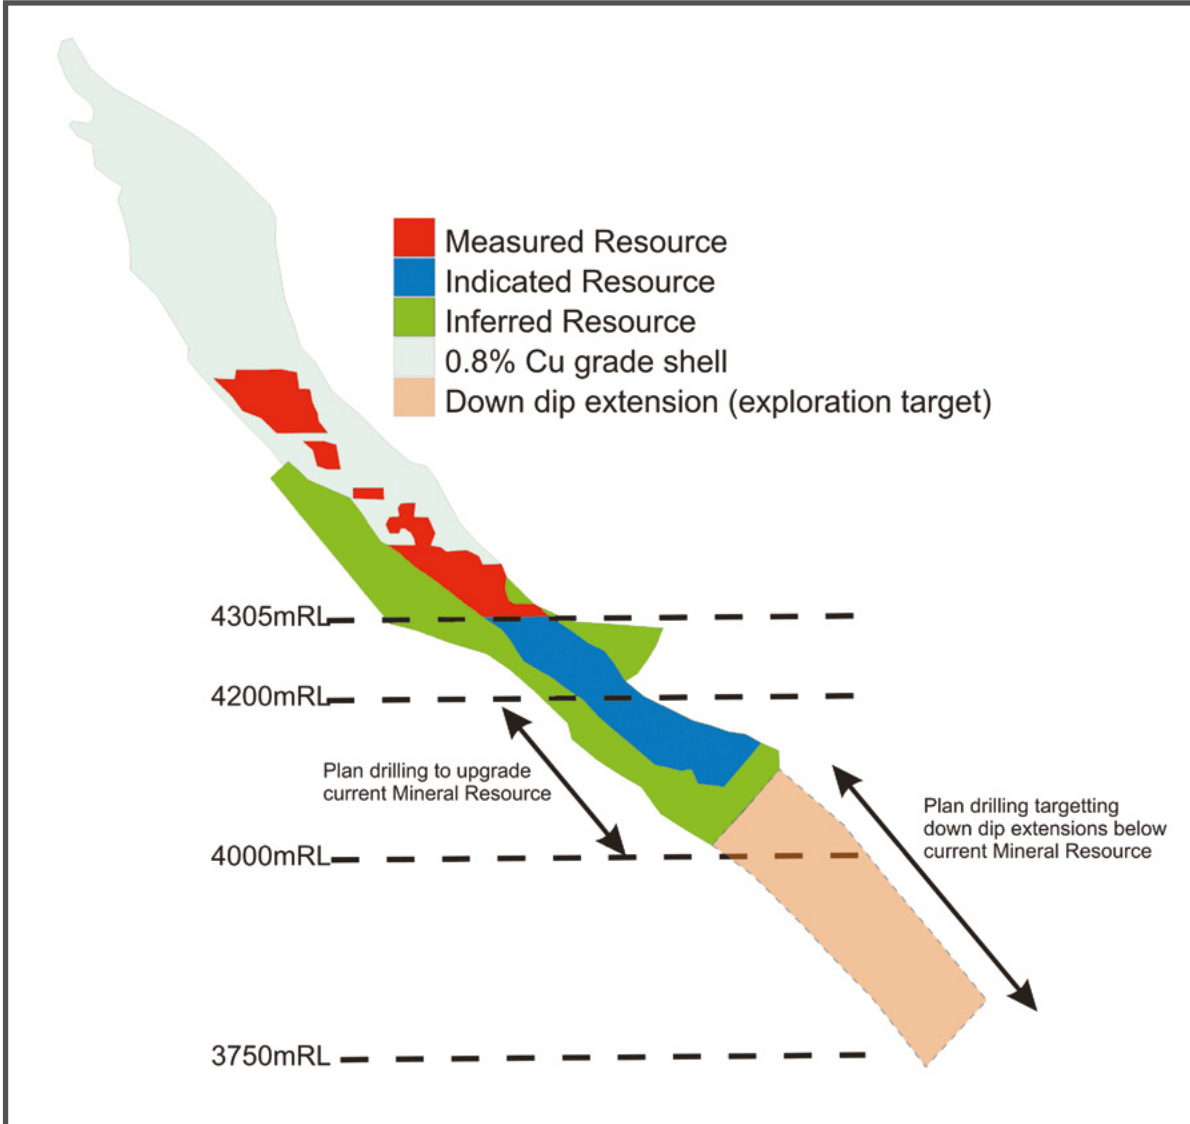 Measured Resource
Indicated Resource
Inferred Resource
0.8% Cu grade shell
Down dip extension (exploration target)
4305mRL
4200mRL
Plan drilling to upgrade
current Mineral Resource
Plan drilling targetting
down dip extensions below
current Mineral Resource
4000mRL
3750mRL